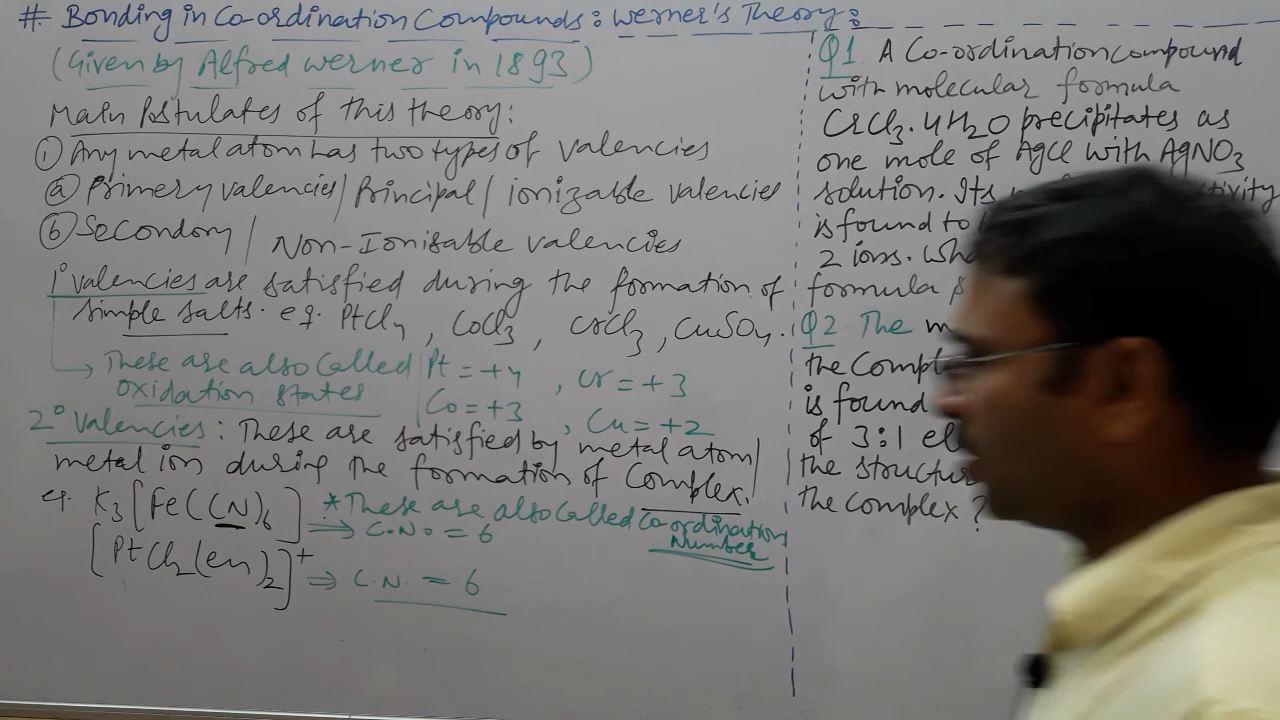 # Bonding in Co-ordination Compounds: Werner's Theory:
(Given by Alfred werner in 1893)
Main Postulates of this theory:
① Any metal atom has two types of valencies
ⓐ Primery valencies/Principal/ionizable valencies
ⓑ Secondory/Non-Ionisable valencies
1° valencies are satisfied during the formation of
simple salts. eg. PtCl4, CoCl3, CrCl3, CuSO4.
→ These are also Called
oxidation states
Pt = +4, Cr = +3
Co = +3, Cu = +2
2° Valencies: These are satisfied by metal atom/
metal ion during the formation of Complex.
eg. K3[Fe(CN)6] ⇒ C.No = 6
* These are also Called Co-ordination
Number
[PtCl2(en)2]+ ⇒ C.N. = 6
Q1. A Co-ordination compound
with molecular formula
CrCl3.4H2O precipitates as
one mole of AgCl with AgNO3
solution. Its
is found to
2 ions.
formula
Q2. The
the
is found
of 3:1
the
the complex?